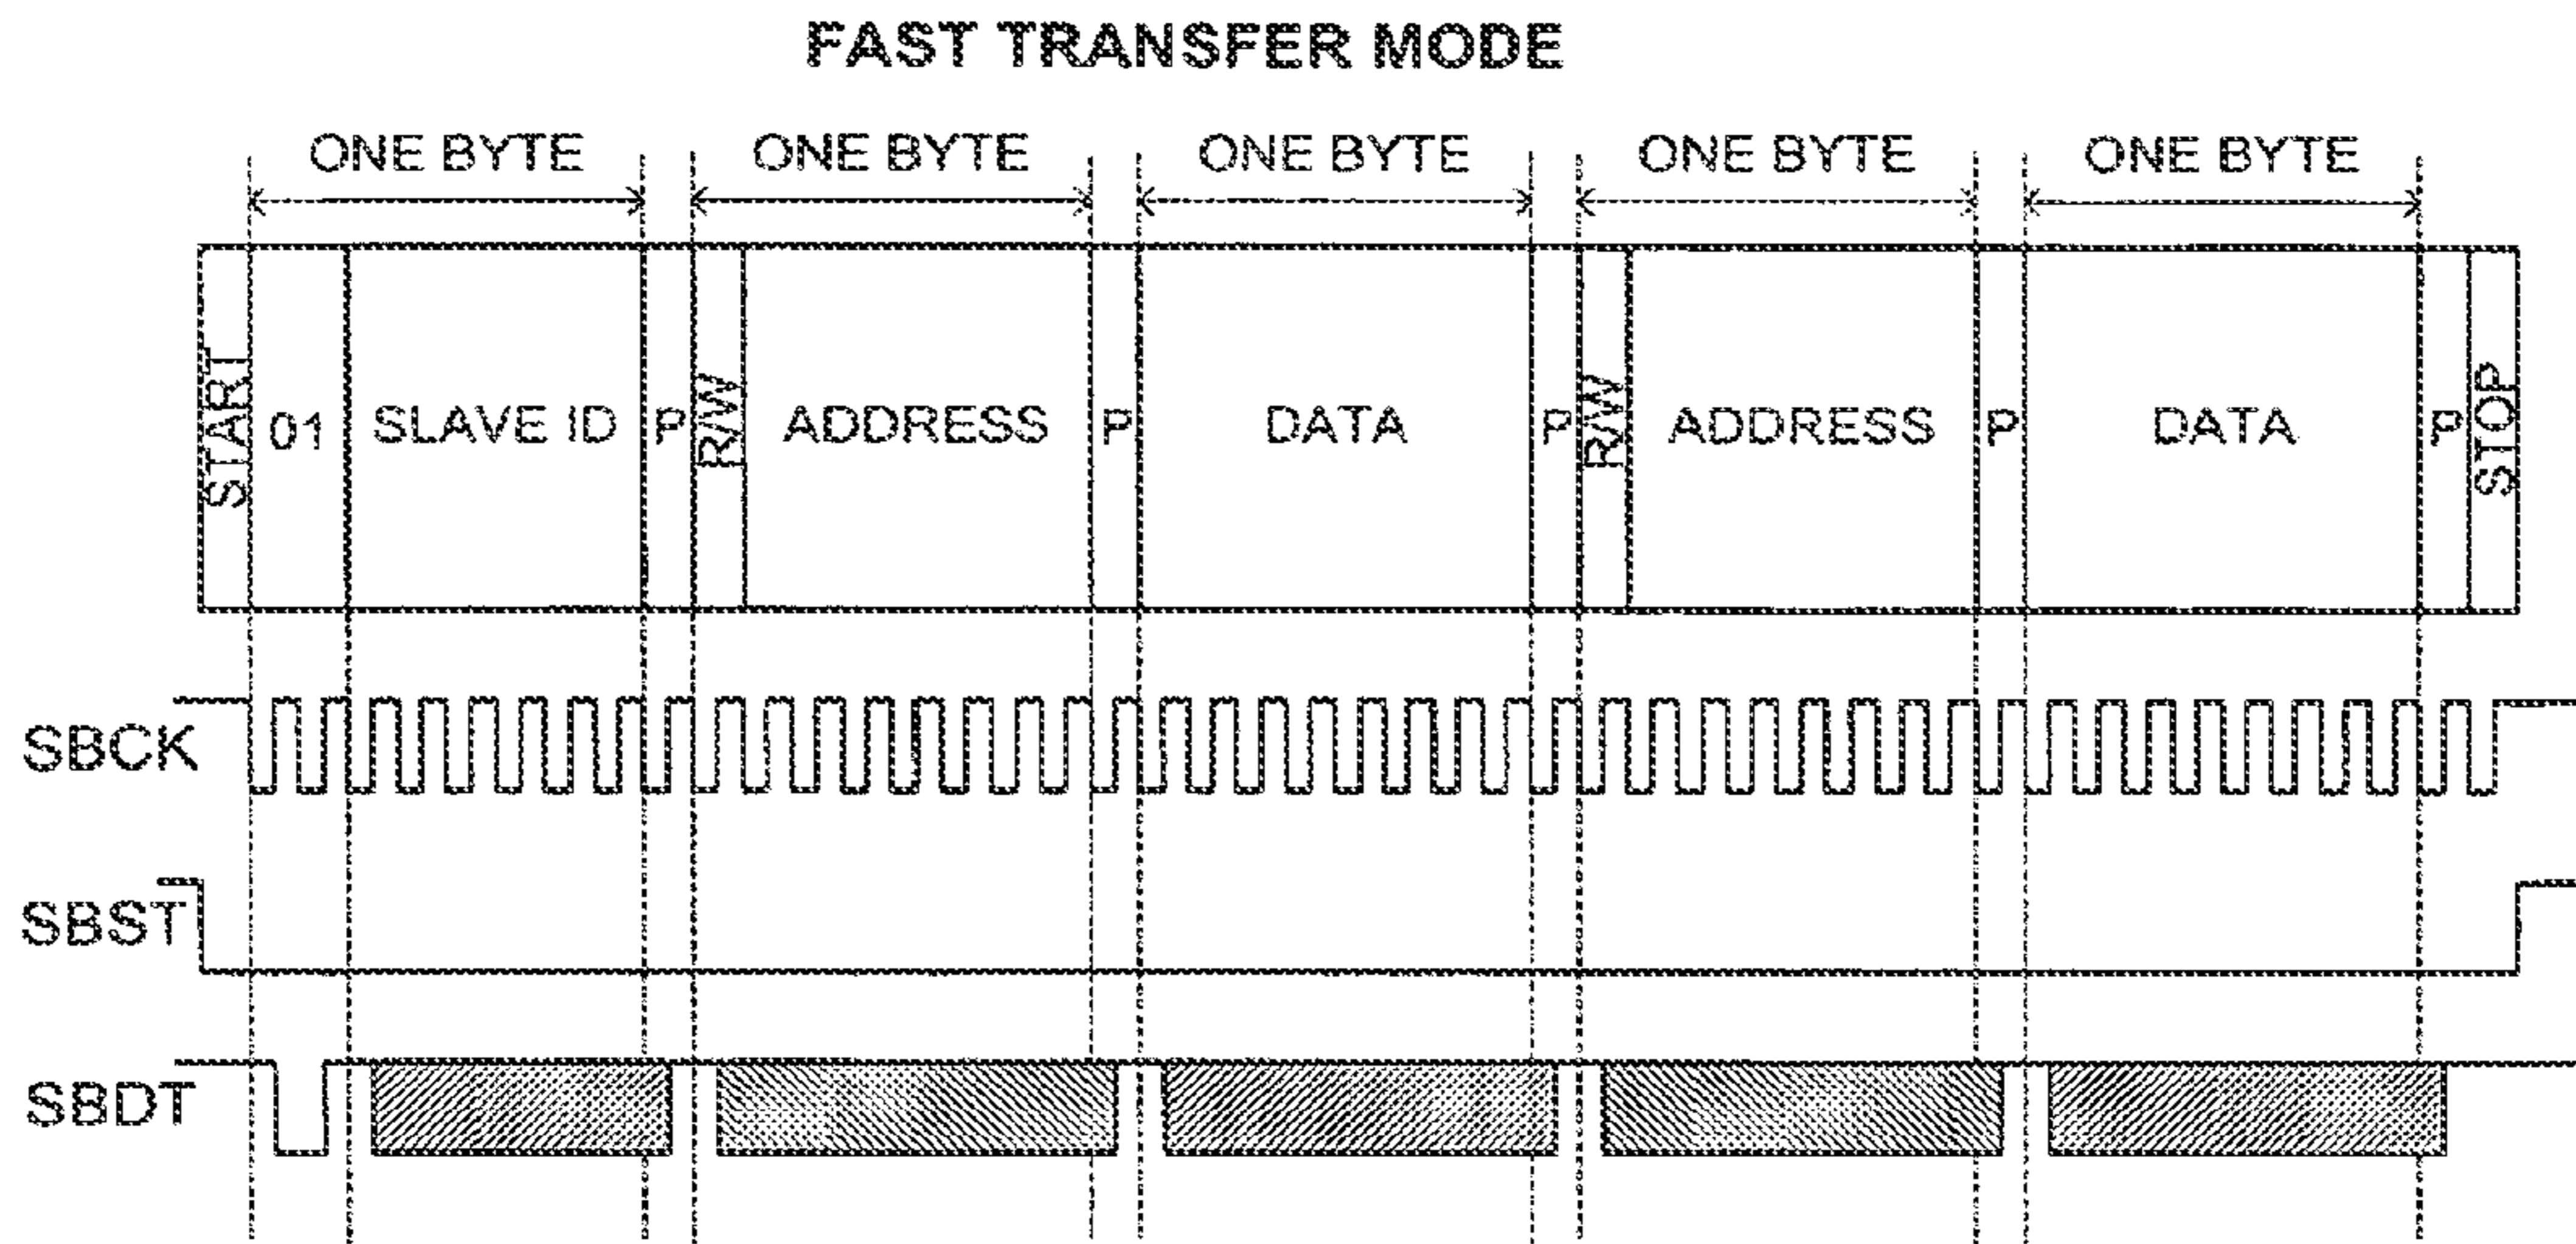 FAST TRANSFER MODE
ONE BYTE ONE BYTE ONE BYTE ONE BYTE ONE BYTE
START 01 SLAVE ID P R/W ADDRESS P DATA P R/W ADDRESS P DATA P STOP
SBCK
SBST
SBDT